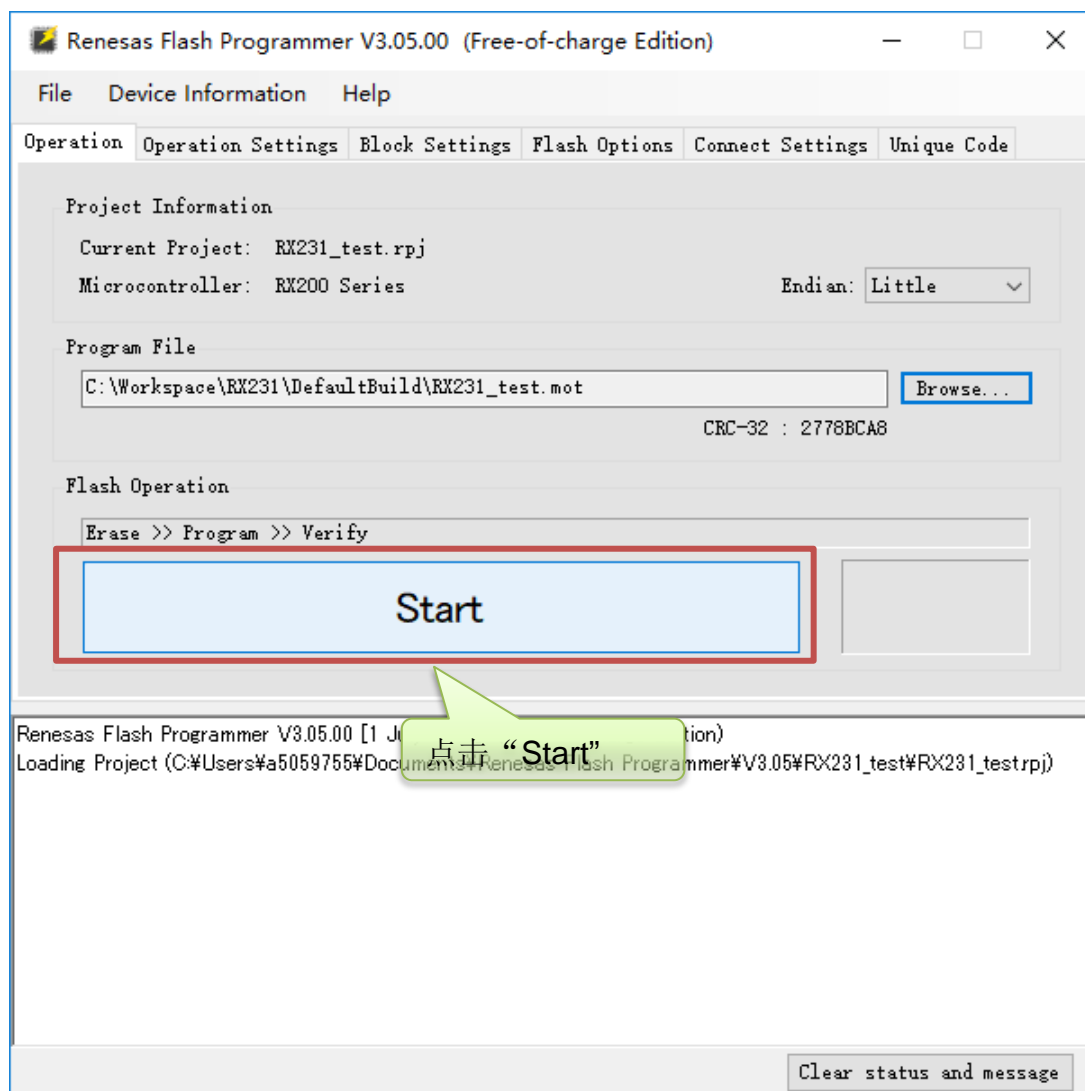 Renesas Flash Programmer V3.05.00 (Free-of-charge Edition)
File Device Information Help
Operation Operation Settings Block Settings Flash Options Connect Settings Unique Code
Project Information
Current Project: RX231_test.rpj
Microcontroller: RX200 Series Endian: Little
Program File
C:\Workspace\RX231\DefaultBuild\RX231_test.mot Browse...
CRC-32 : 2778BCA8
Flash Operation
Erase >> Program >> Verify
Start
Renesas Flash Programmer V3.05.00 [1
点击“Start”
Loading Project (C:¥Users¥a5059755¥Documents¥Renesas Flash Programmer¥V3.05¥RX231_test¥RX231_test.rpj)
Clear status and message